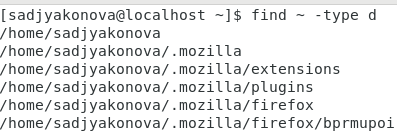 [sadjyakonova@localhost ~]$ find ~ -type d
/home/sadjyakonova
/home/sadjyakonova/.mozilla
/home/sadjyakonova/.mozilla/extensions
/home/sadjyakonova/.mozilla/plugins
/home/sadjyakonova/.mozilla/firefox
/home/sadjyakonova/.mozilla/firefox/bprmupoi